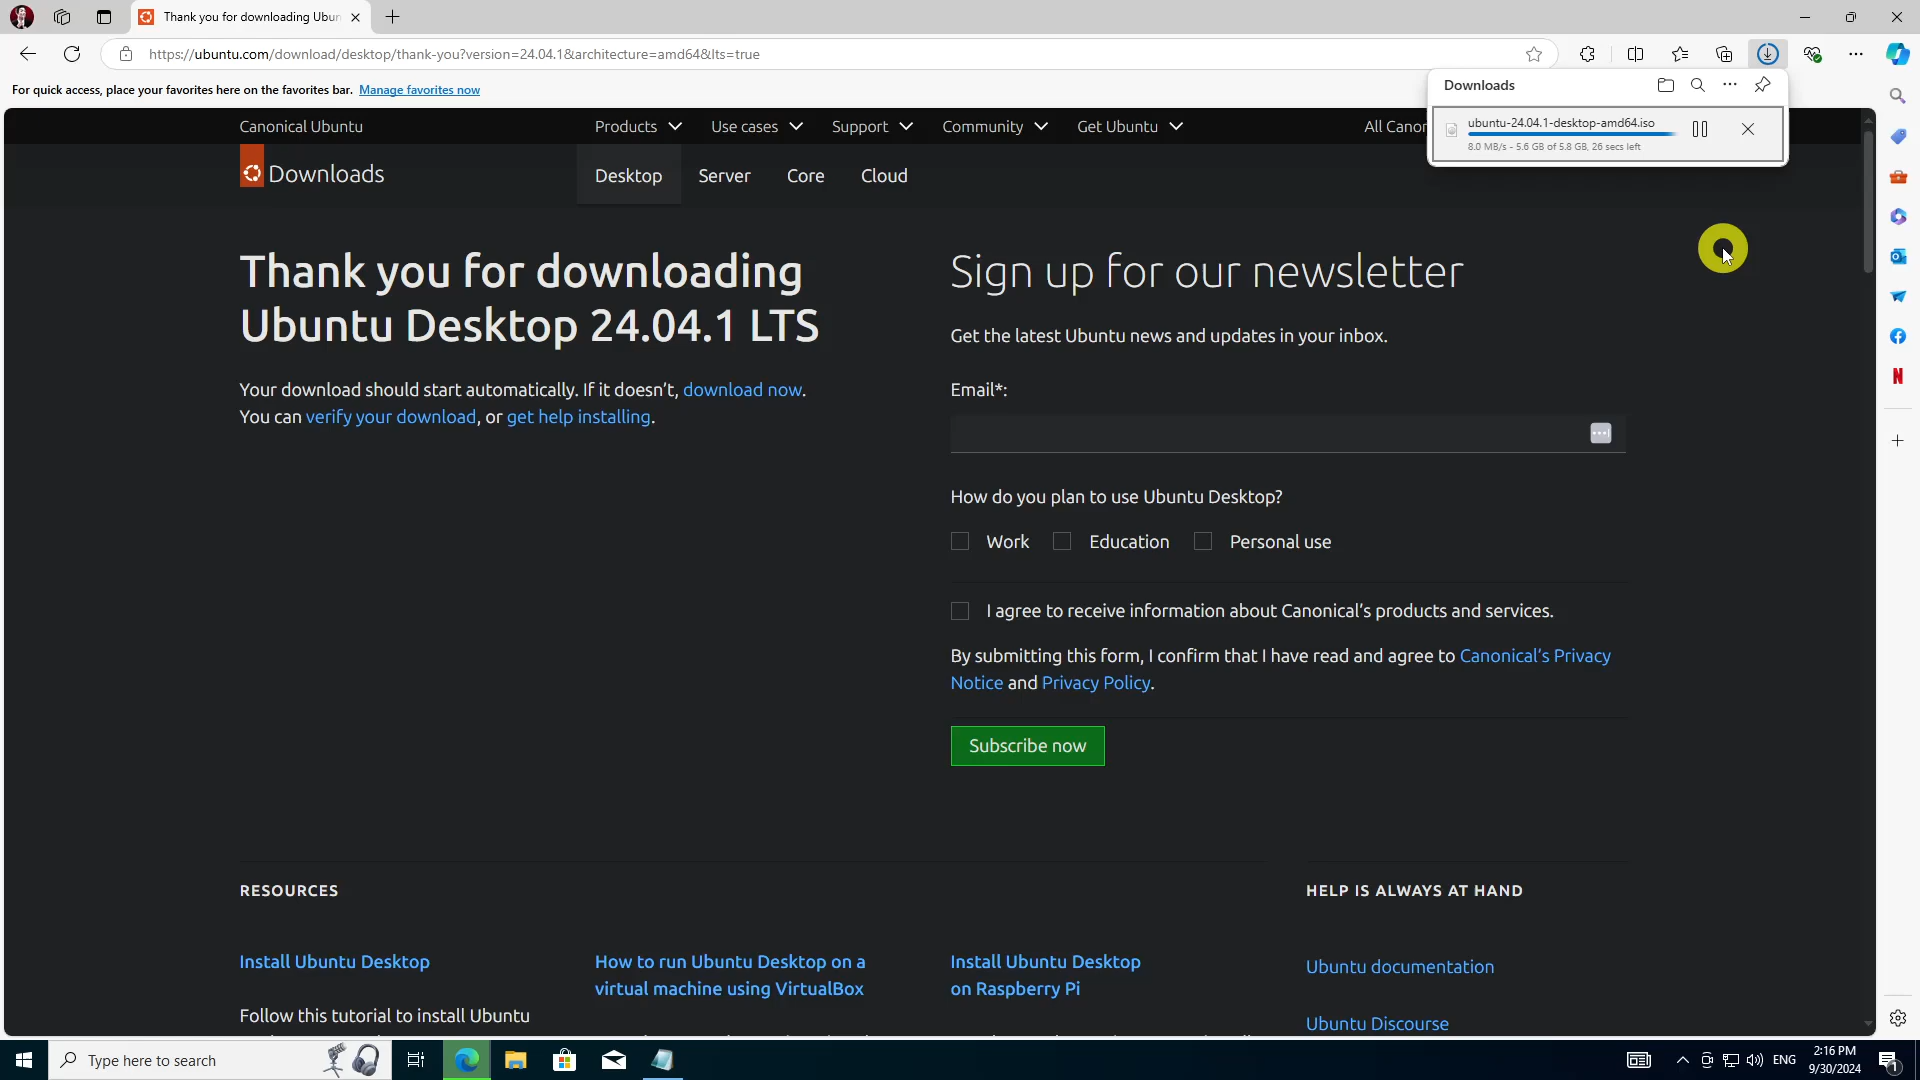 Thank you for downloading Ubun
https://ubuntu.com/download/desktop/thank-you?version=24.04.1&architecture=amd64&lts=true
For quick access, place your favorites here on the favorites bar. Manage favorites now
Downloads
ubuntu-24.04.1-desktop-amd64.iso
8.0 MB/s - 5.6 GB of 5.8 GB, 26 secs left
Canonical Ubuntu
Products
Use cases
Support
Community
Get Ubuntu
All Canon
Downloads
Desktop
Server
Core
Cloud
Thank you for downloading
Ubuntu Desktop 24.04.1 LTS
Your download should start automatically. If it doesn't, download now.
You can verify your download, or get help installing.
Sign up for our newsletter
Get the latest Ubuntu news and updates in your inbox.
Email*:
How do you plan to use Ubuntu Desktop?
Work
Education
Personal use
I agree to receive information about Canonical's products and services.
By submitting this form, I confirm that I have read and agree to Canonical's Privacy
Notice and Privacy Policy.
Subscribe now
RESOURCES
HELP IS ALWAYS AT HAND
Install Ubuntu Desktop
Follow this tutorial to install Ubuntu
How to run Ubuntu Desktop on a
virtual machine using VirtualBox
Install Ubuntu Desktop
on Raspberry Pi
Ubuntu documentation
Ubuntu Discourse
Type here to search
ENG
2:16 PM
9/30/2024
1